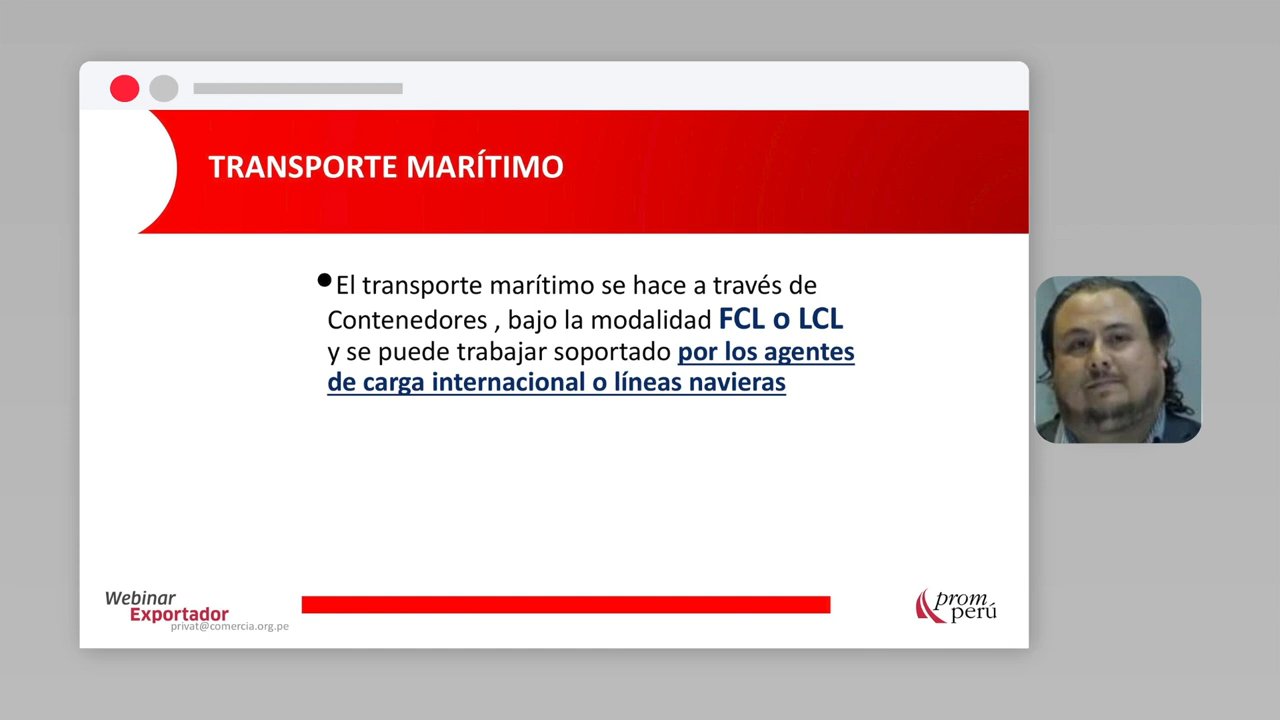 TRANSPORTE MARÍTIMO
•El transporte marítimo se hace a través de
Contenedores , bajo la modalidad FCL o LCL
y se puede trabajar soportado por los agentes
de carga internacional o líneas navieras
Webinar
Exportador
privat@comercia.org.pe
prom
perú